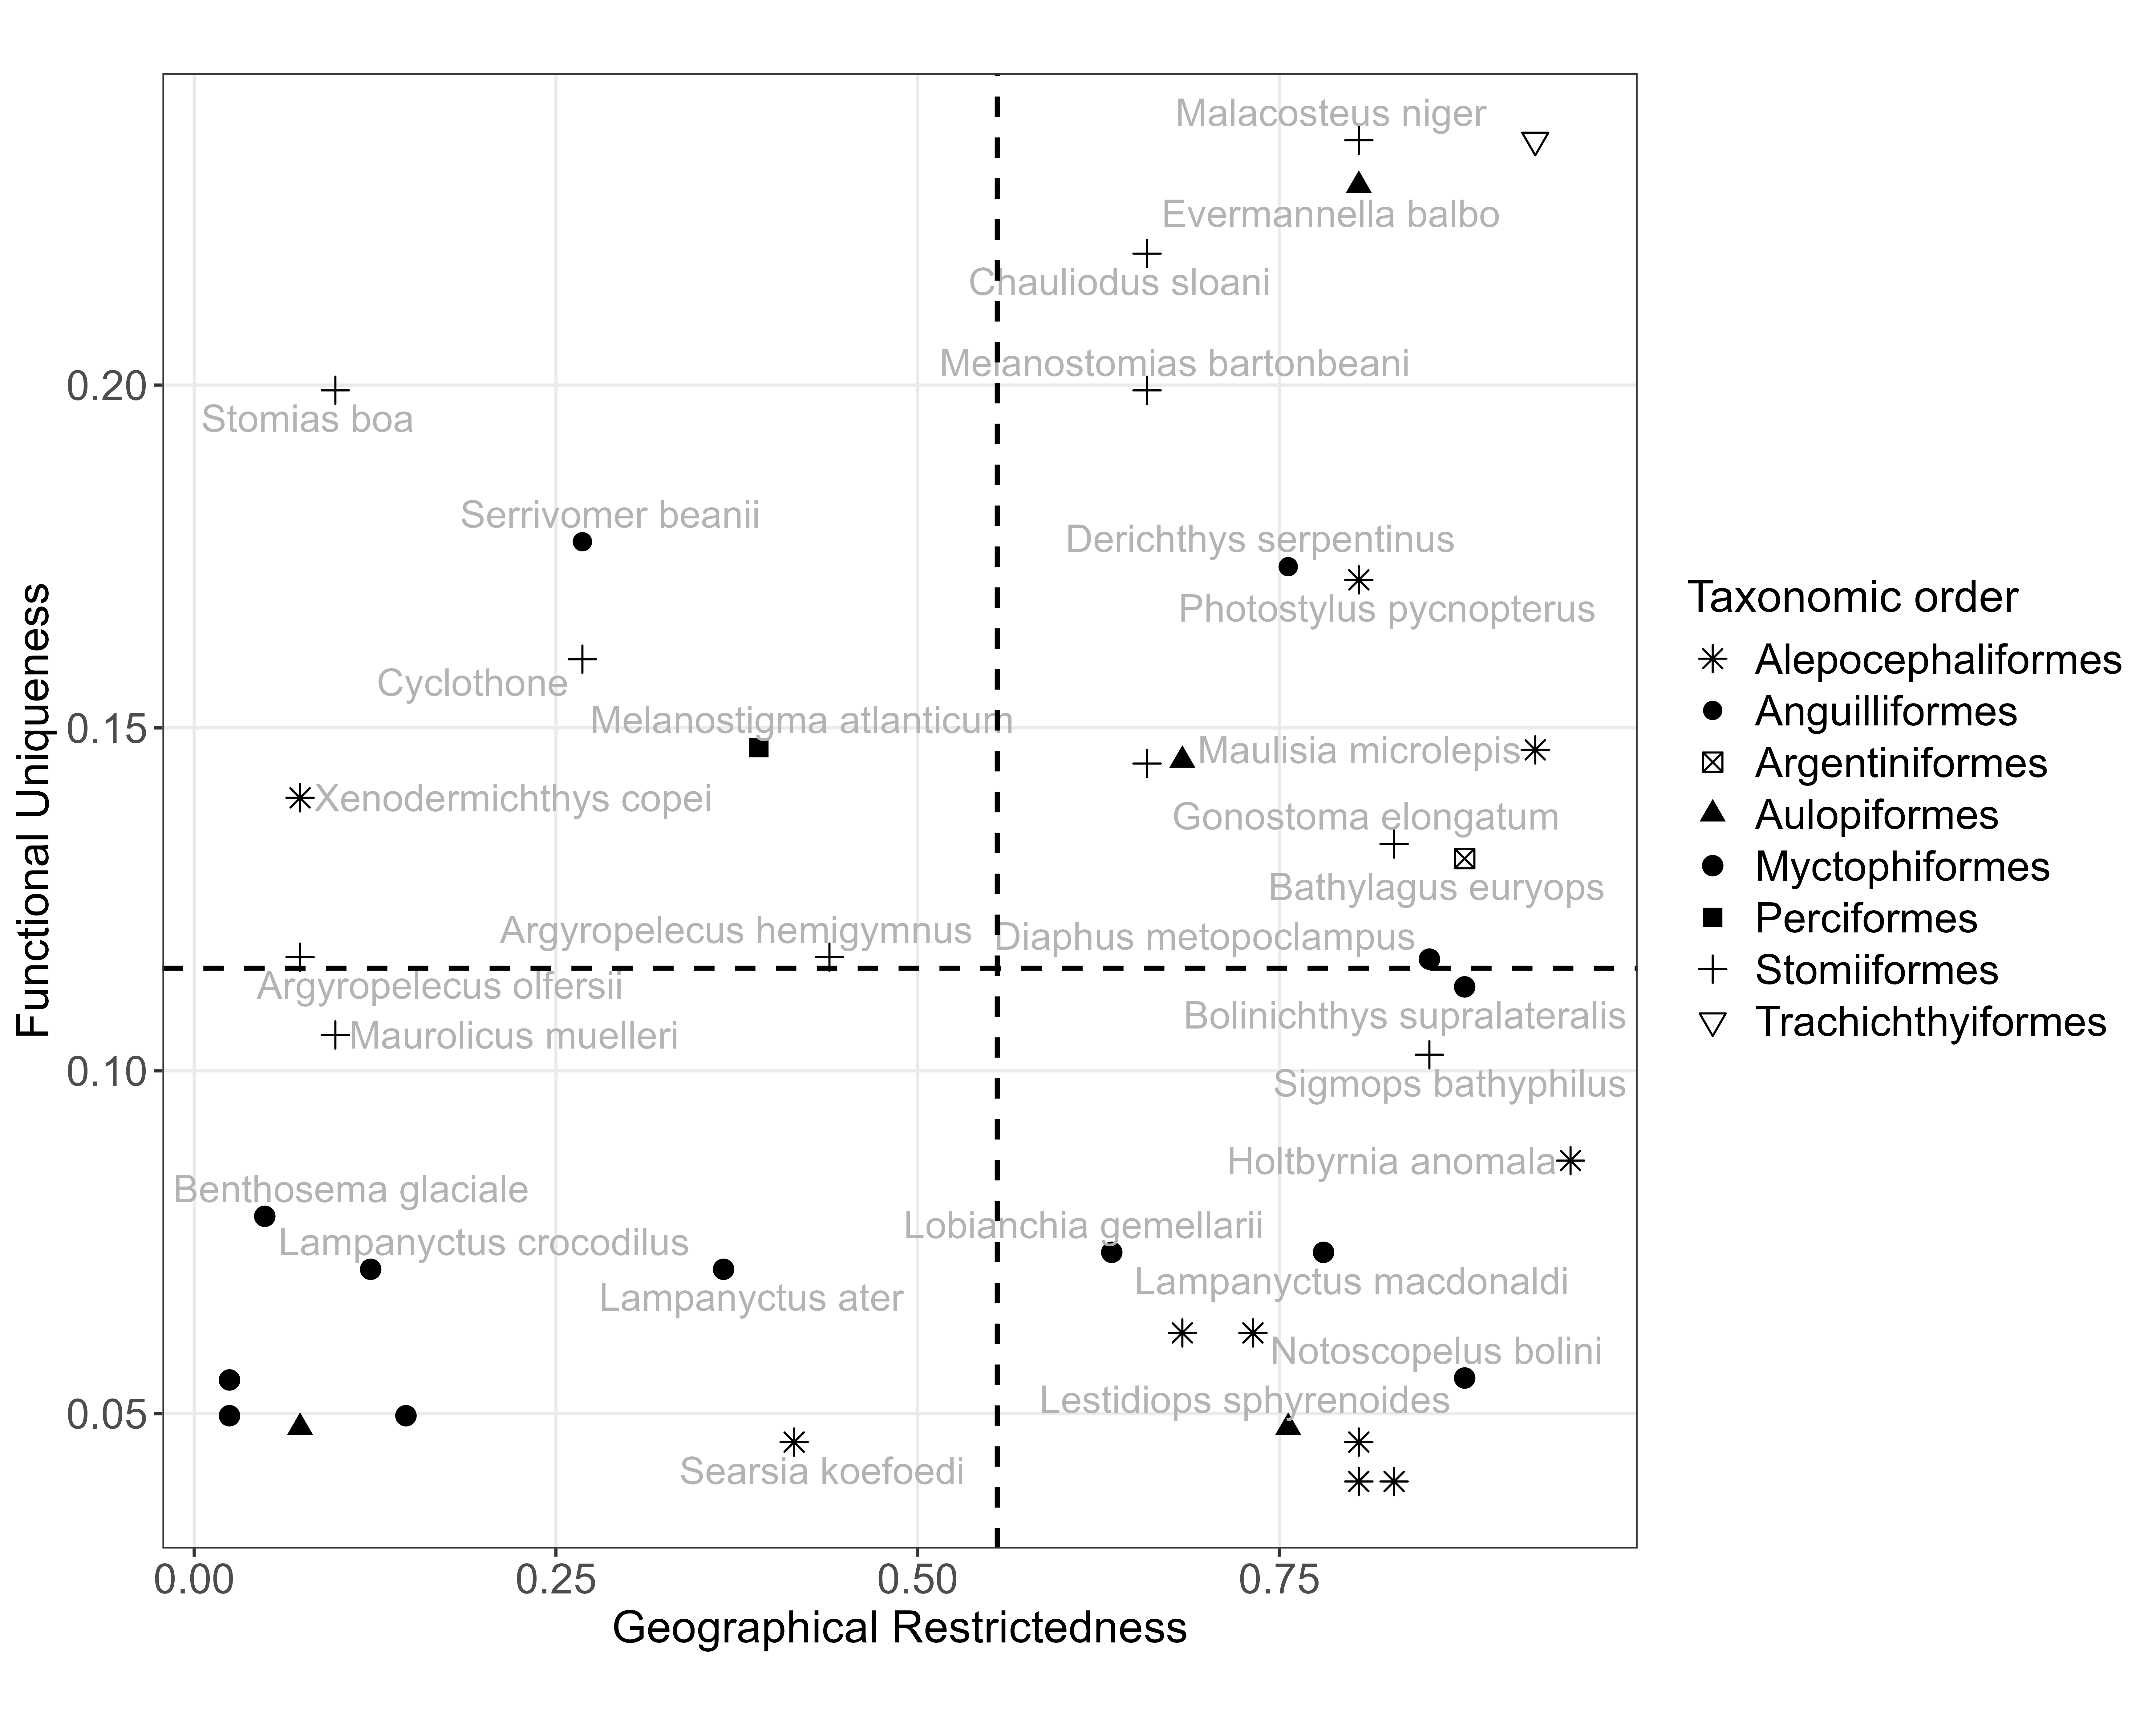 Malacosteus niger
Evermannella balbo
Chauliodus sloani
Melanostomias bartonbeani
0.20
Stomias boa
Serrivomer beanii
Derichthys serpentinus
Photostylus pycnopterus
Cyclothone
Melanostigma atlanticum
0.15
Maulisia microlepis
Xenodermichthys copei
Gonostoma elongatum
Bathylagus euryops
Argyropelecus hemigymnus
Diaphus metopoclampus
Argyropelecus olfersii
Bolinichthys supralateralis
Maurolicus muelleri
0.10
Sigmops bathyphilus
Holtbyrnia anomala
Benthosema glaciale
Lobianchia gemellarii
Lampanyctus crocodilus
Lampanyctus macdonaldi
Lampanyctus ater
Notoscopelus bolini
Lestidiops sphyrenoides
0.05
Searsia koefoedi
0.00 0.25 0.50 0.75
Geographical Restrictedness
Functional Uniqueness
Taxonomic order
Alepocephaliformes
Anguilliformes
Argentiniformes
Aulopiformes
Myctophiformes
Perciformes
Stomiiformes
Trachichthyiformes